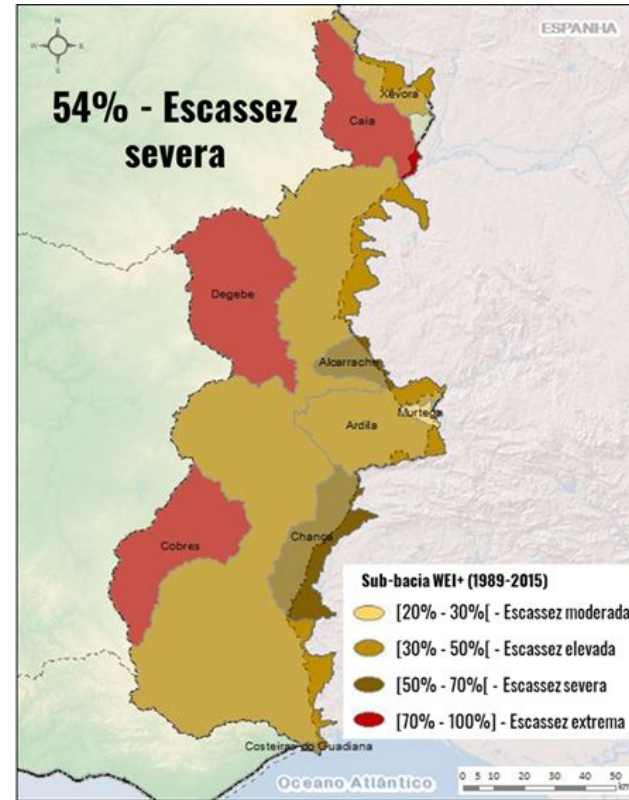 N
W
E
S
ESPANHA
54% - Escassez
severa
Xévora
Caia
Degebe
Alcarrache
Murtega
Ardila
Chança
Cobres
Sub-bacia WEI+ (1989-2015)
[20% - 30%[ - Escassez moderada
[30% - 50%[ - Escassez elevada
[50% - 70%[ - Escassez severa
[70% - 100%] - Escassez extrema
Costeiras do Guadiana
Oceano Atlântico
0 5 10 20 30 40 50
km